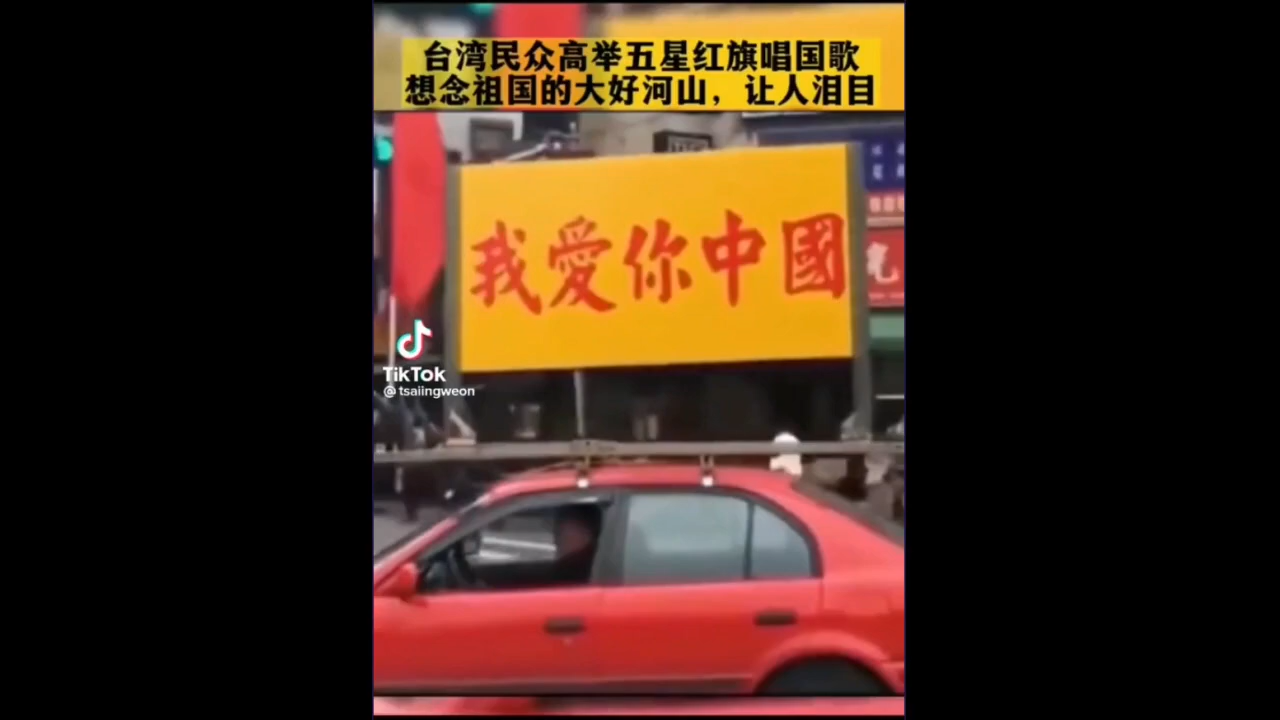 台湾民众高举五星红旗唱国歌
想念祖国的大好河山，让人泪目
我愛你中國
TikTok
@tsaiingweon